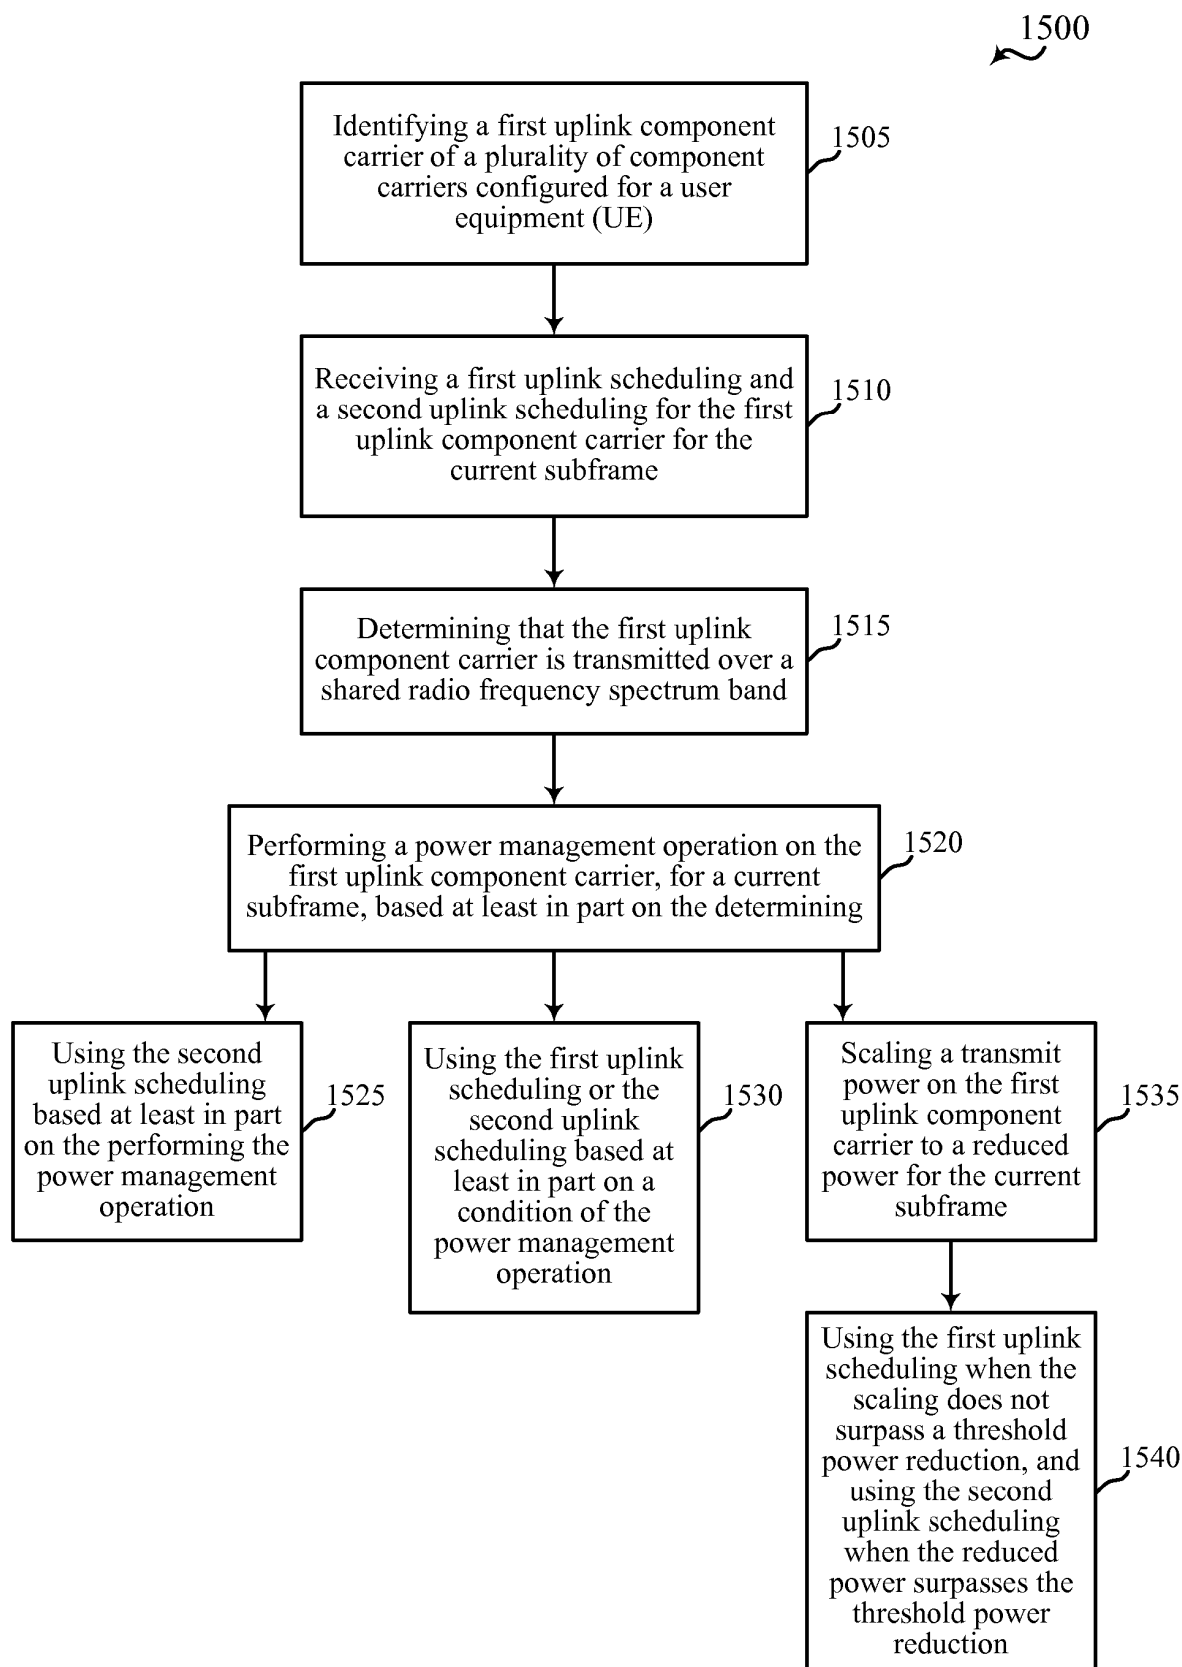 1500
Identifying a first uplink component
carrier of a plurality of component
carriers configured for a user
equipment (UE)
1505
Receiving a first uplink scheduling and
a second uplink scheduling for the first
uplink component carrier for the
current subframe
1510
Determining that the first uplink
component carrier is transmitted over a
shared radio frequency spectrum band
1515
Performing a power management operation on the
first uplink component carrier, for a current
subframe, based at least in part on the determining
1520
Using the second
uplink scheduling
based at least in part
on the performing the
power management
operation
1525
Using the first uplink
scheduling or the
second uplink
scheduling based at
least in part on a
condition of the
power management
operation
1530
Scaling a transmit
power on the first
uplink component
carrier to a reduced
power for the current
subframe
1535
Using the first uplink
scheduling when the
scaling does not
surpass a threshold
power reduction, and
using the second
uplink scheduling
when the reduced
power surpasses the
threshold power
reduction
1540